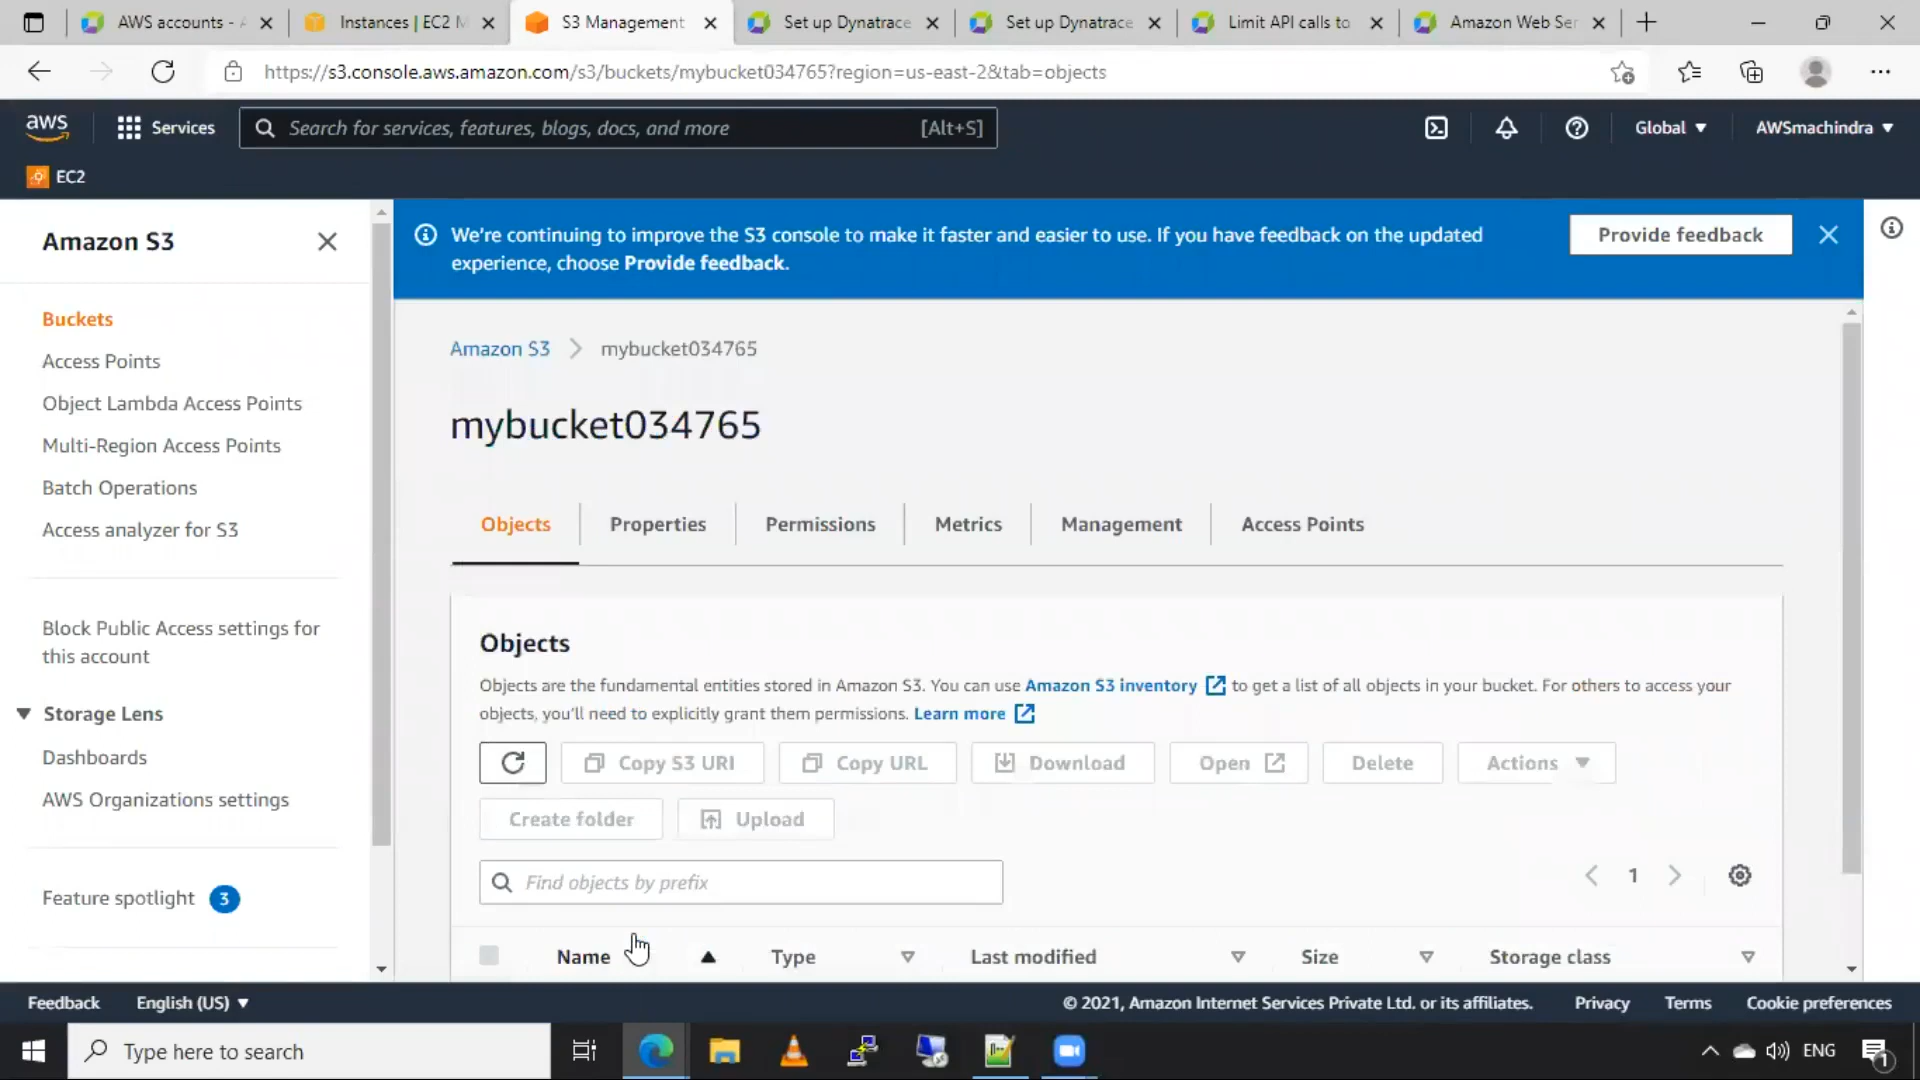 AWS accounts - A
Instances | EC2 M
S3 Management
Set up Dynatrace
Set up Dynatrace
Limit API calls to
Amazon Web Ser
https://s3.console.aws.amazon.com/s3/buckets/mybucket034765?region=us-east-2&tab=objects
aws
Services
Search for services, features, blogs, docs, and more
[Alt+S]
Global
AWSmachindra
EC2
Amazon S3
Buckets
Access Points
Object Lambda Access Points
Multi-Region Access Points
Batch Operations
Access analyzer for S3
Block Public Access settings for
this account
Storage Lens
Dashboards
AWS Organizations settings
Feature spotlight 3
We're continuing to improve the S3 console to make it faster and easier to use. If you have feedback on the updated
experience, choose Provide feedback.
Provide feedback
Amazon S3 > mybucket034765
mybucket034765
Objects
Properties
Permissions
Metrics
Management
Access Points
Objects
Objects are the fundamental entities stored in Amazon S3. You can use Amazon S3 inventory to get a list of all objects in your bucket. For others to access your
objects, you'll need to explicitly grant them permissions. Learn more
Copy S3 URI
Copy URL
Download
Open
Delete
Actions
Create folder
Upload
Find objects by prefix
1
Name
Type
Last modified
Size
Storage class
Feedback
English (US)
© 2021, Amazon Internet Services Private Ltd. or its affiliates.
Privacy
Terms
Cookie preferences
Type here to search
ENG
1